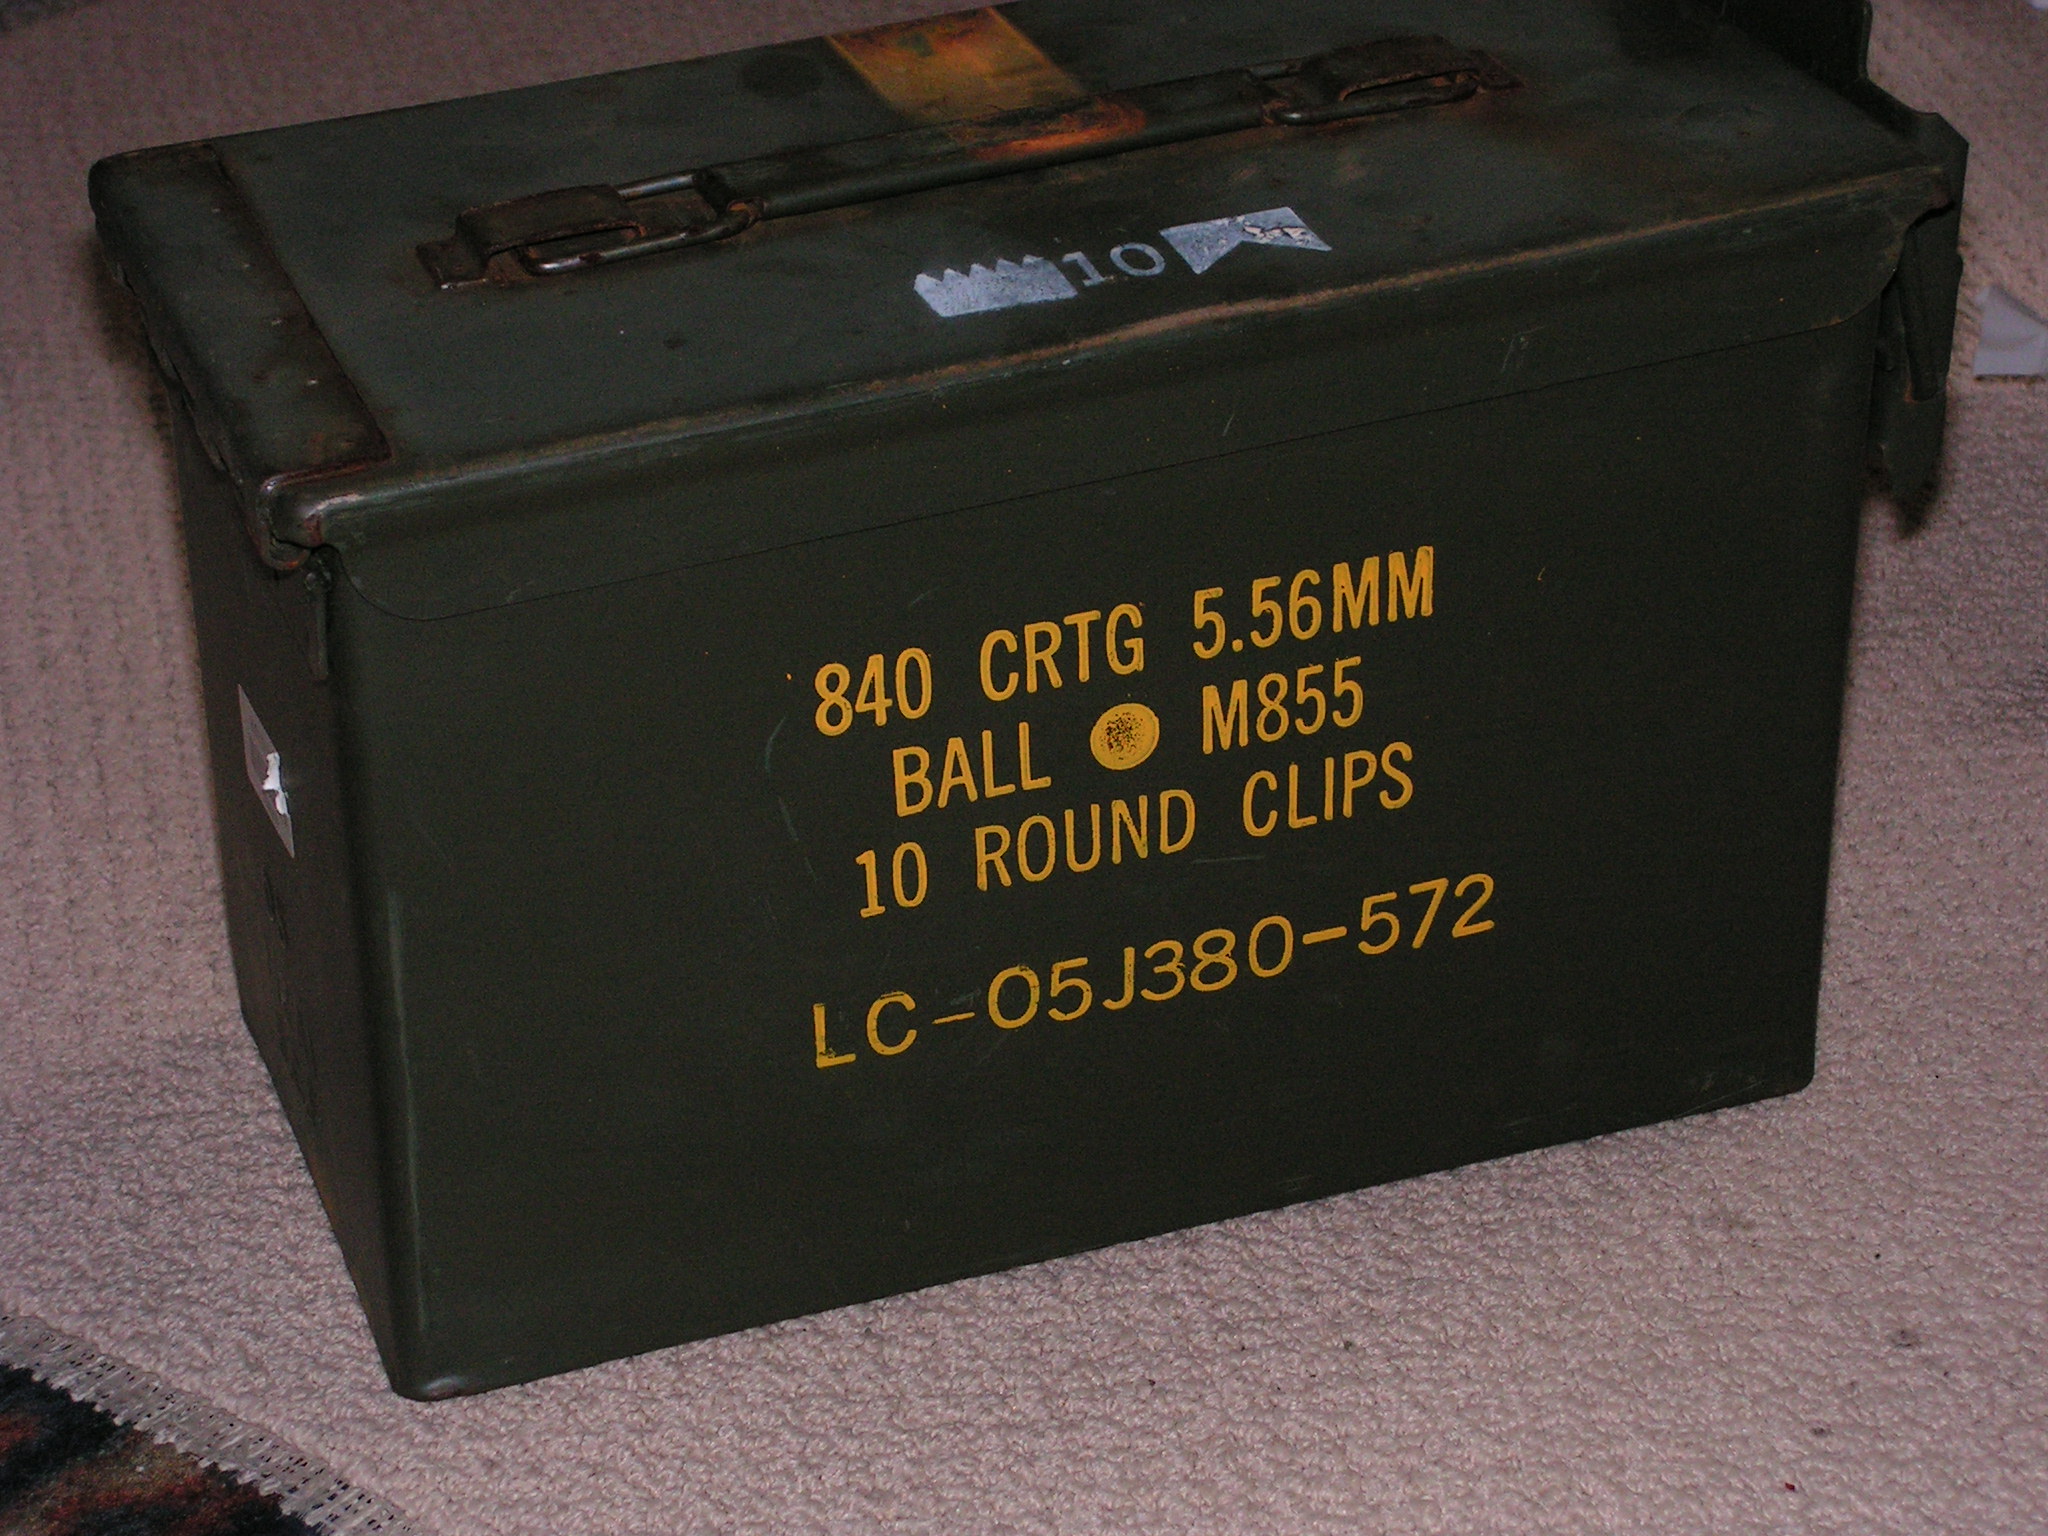 10
840 CRTG 5.56MM
BALL M855
10 ROUND CLIPS
LC-05J380-572